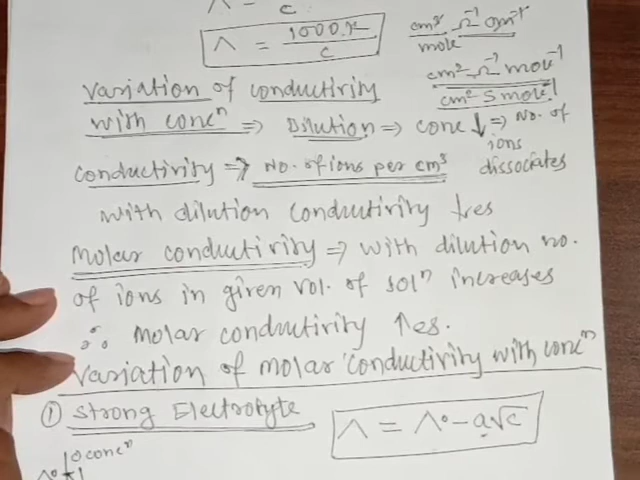 Λ = 1000.κ / c
cm³ Ω⁻¹ cm⁻¹ / mole
cm² Ω⁻¹ mol⁻¹
cm² S mol⁻¹
Variation of conductivity
with concⁿ ⇒ Dilution ⇒ conc ↓ ⇒ No. of
ions
dissociates
conductivity ⇒ No. of ions per cm³
with dilution conductivity ↓es
Molar conductivity ⇒ with dilution no.
of ions in given vol. of solⁿ increases
∴ Molar conductivity ↑es.
Variation of molar conductivity with concⁿ
① Strong Electrolyte Λ = Λ° - a√c
concⁿ